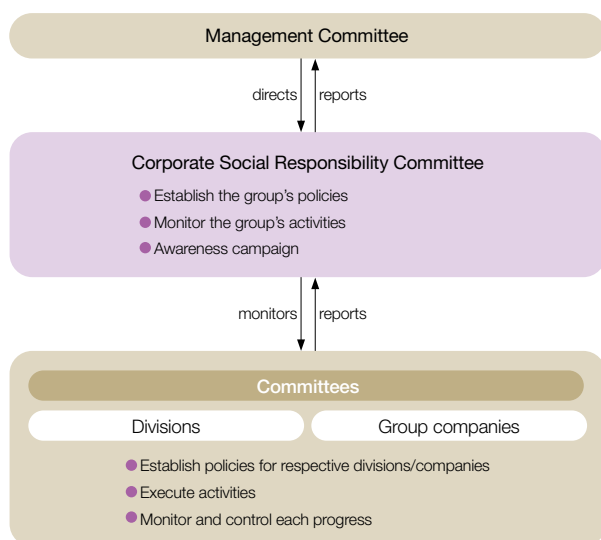 Management Committee
directs
reports
Corporate Social Responsibility Committee
Establish the group's policies
Monitor the group's activities
Awareness campaign
monitors
reports
Committees
Divisions
Group companies
Establish policies for respective divisions/companies
Execute activities
Monitor and control each progress